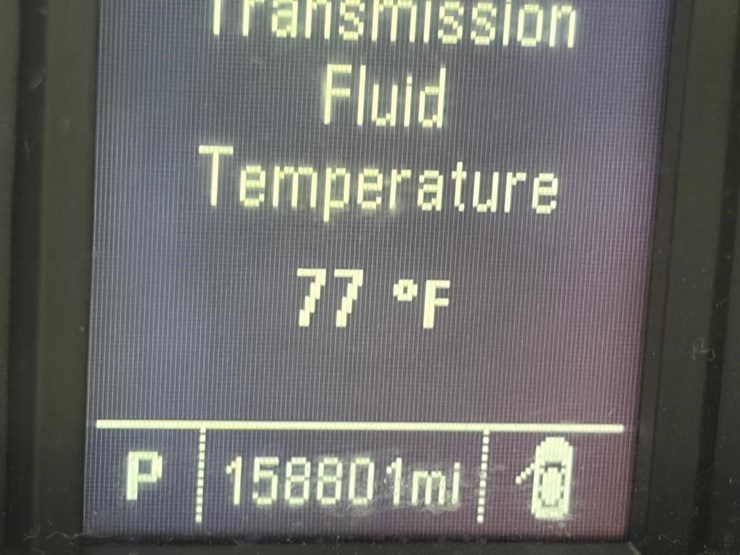 Transmission
Fluid
Temperature
77 °F
P 158801mi